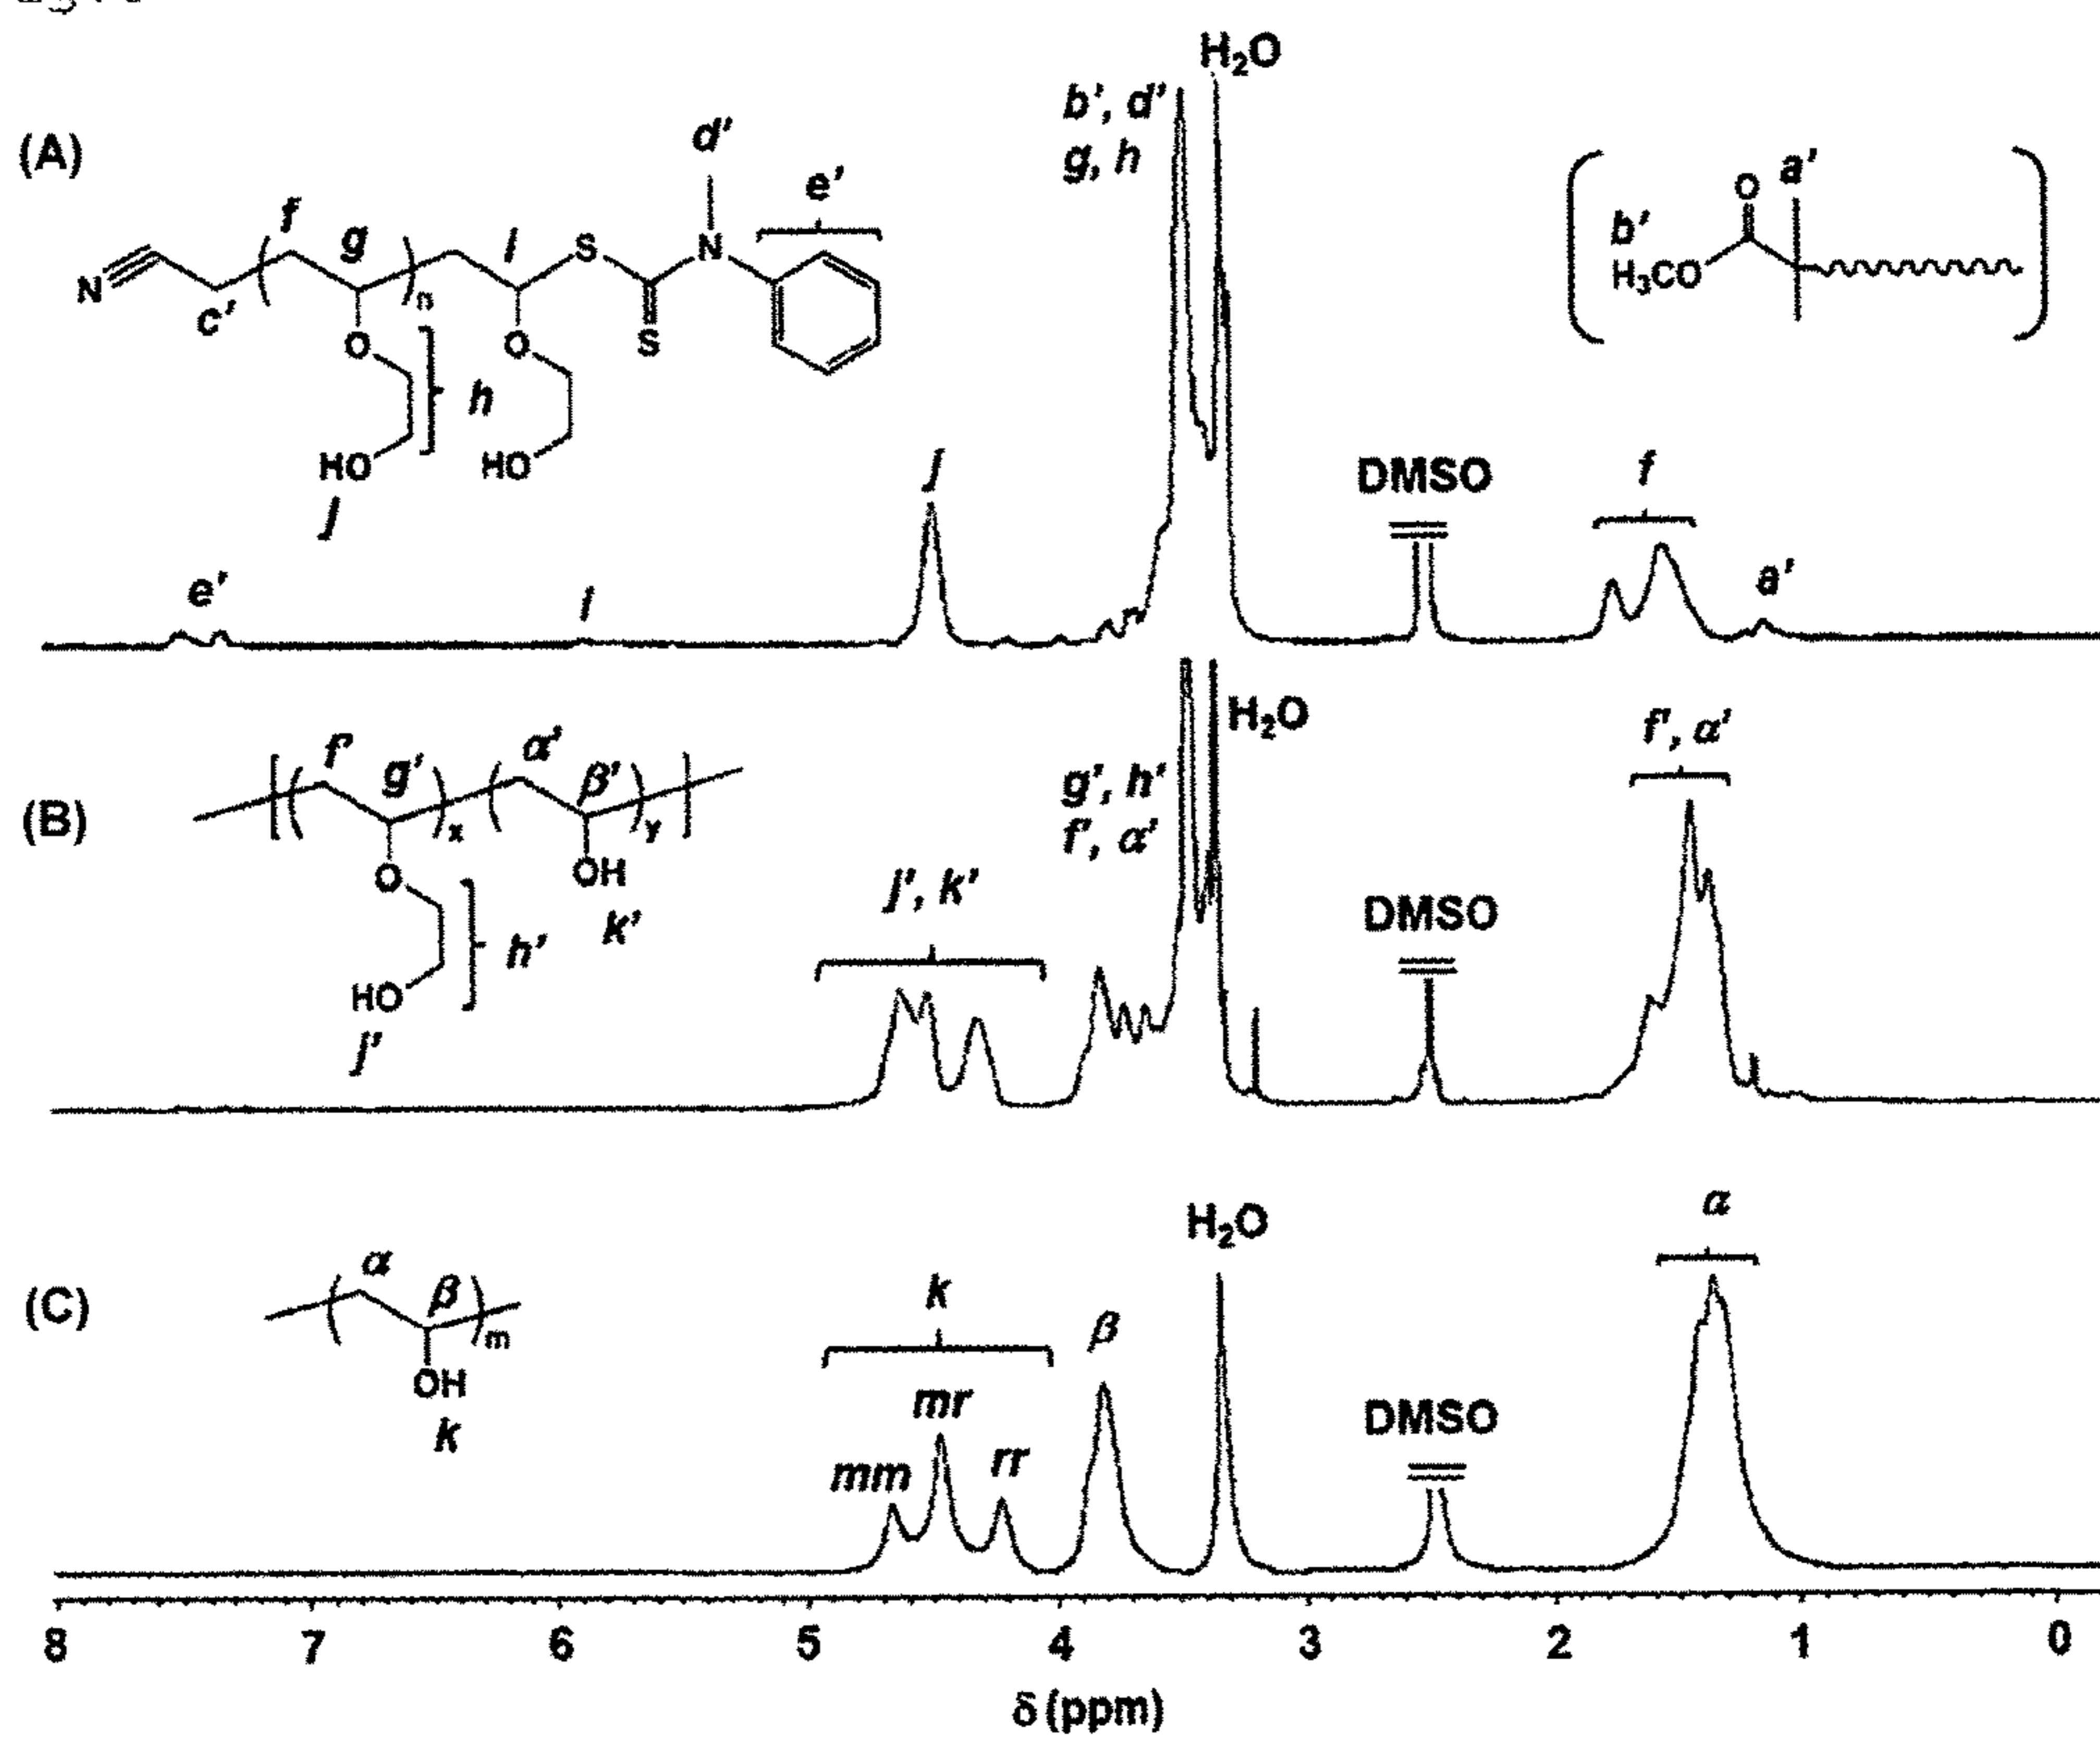 H₂O
b', d'
g, h
(A)
d'
e'
a'
O
b'
H₃CO
f
g
l
S
N
N
c'
n
O
O
S
h
HO
HO
j
j
DMSO
f
e'
l
a'
H₂O
f', α'
(B)
f'
g'
α'
β'
x
y
O
OH
k'
h'
HO
j'
g', h'
f', α'
j', k'
DMSO
H₂O
α
(C)
α
β
m
OH
k
k
mr
mm
rr
β
DMSO
8 7 6 5 4 3 2 1 0
δ (ppm)